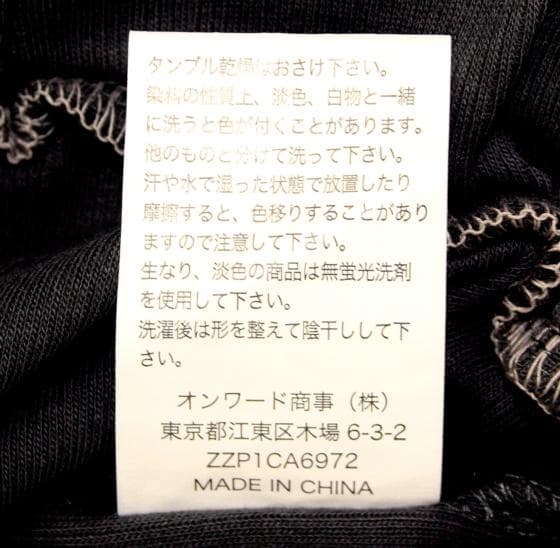 タンブル乾燥はおさけ下さい。
染料の性質上、淡色、白物と一緒
に洗うと色が付くことがあります。
他のものと分けて洗って下さい。
汗や水で湿った状態で放置したり
摩擦すると、色移りすることがあり
ますので注意して下さい。
生なり、淡色の商品は無蛍光洗剤
を使用して下さい。
洗濯後は形を整えて陰干しして下
さい。
オンワード商事（株）
東京都江東区木場 6-3-2
ZZP1CA6972
MADE IN CHINA